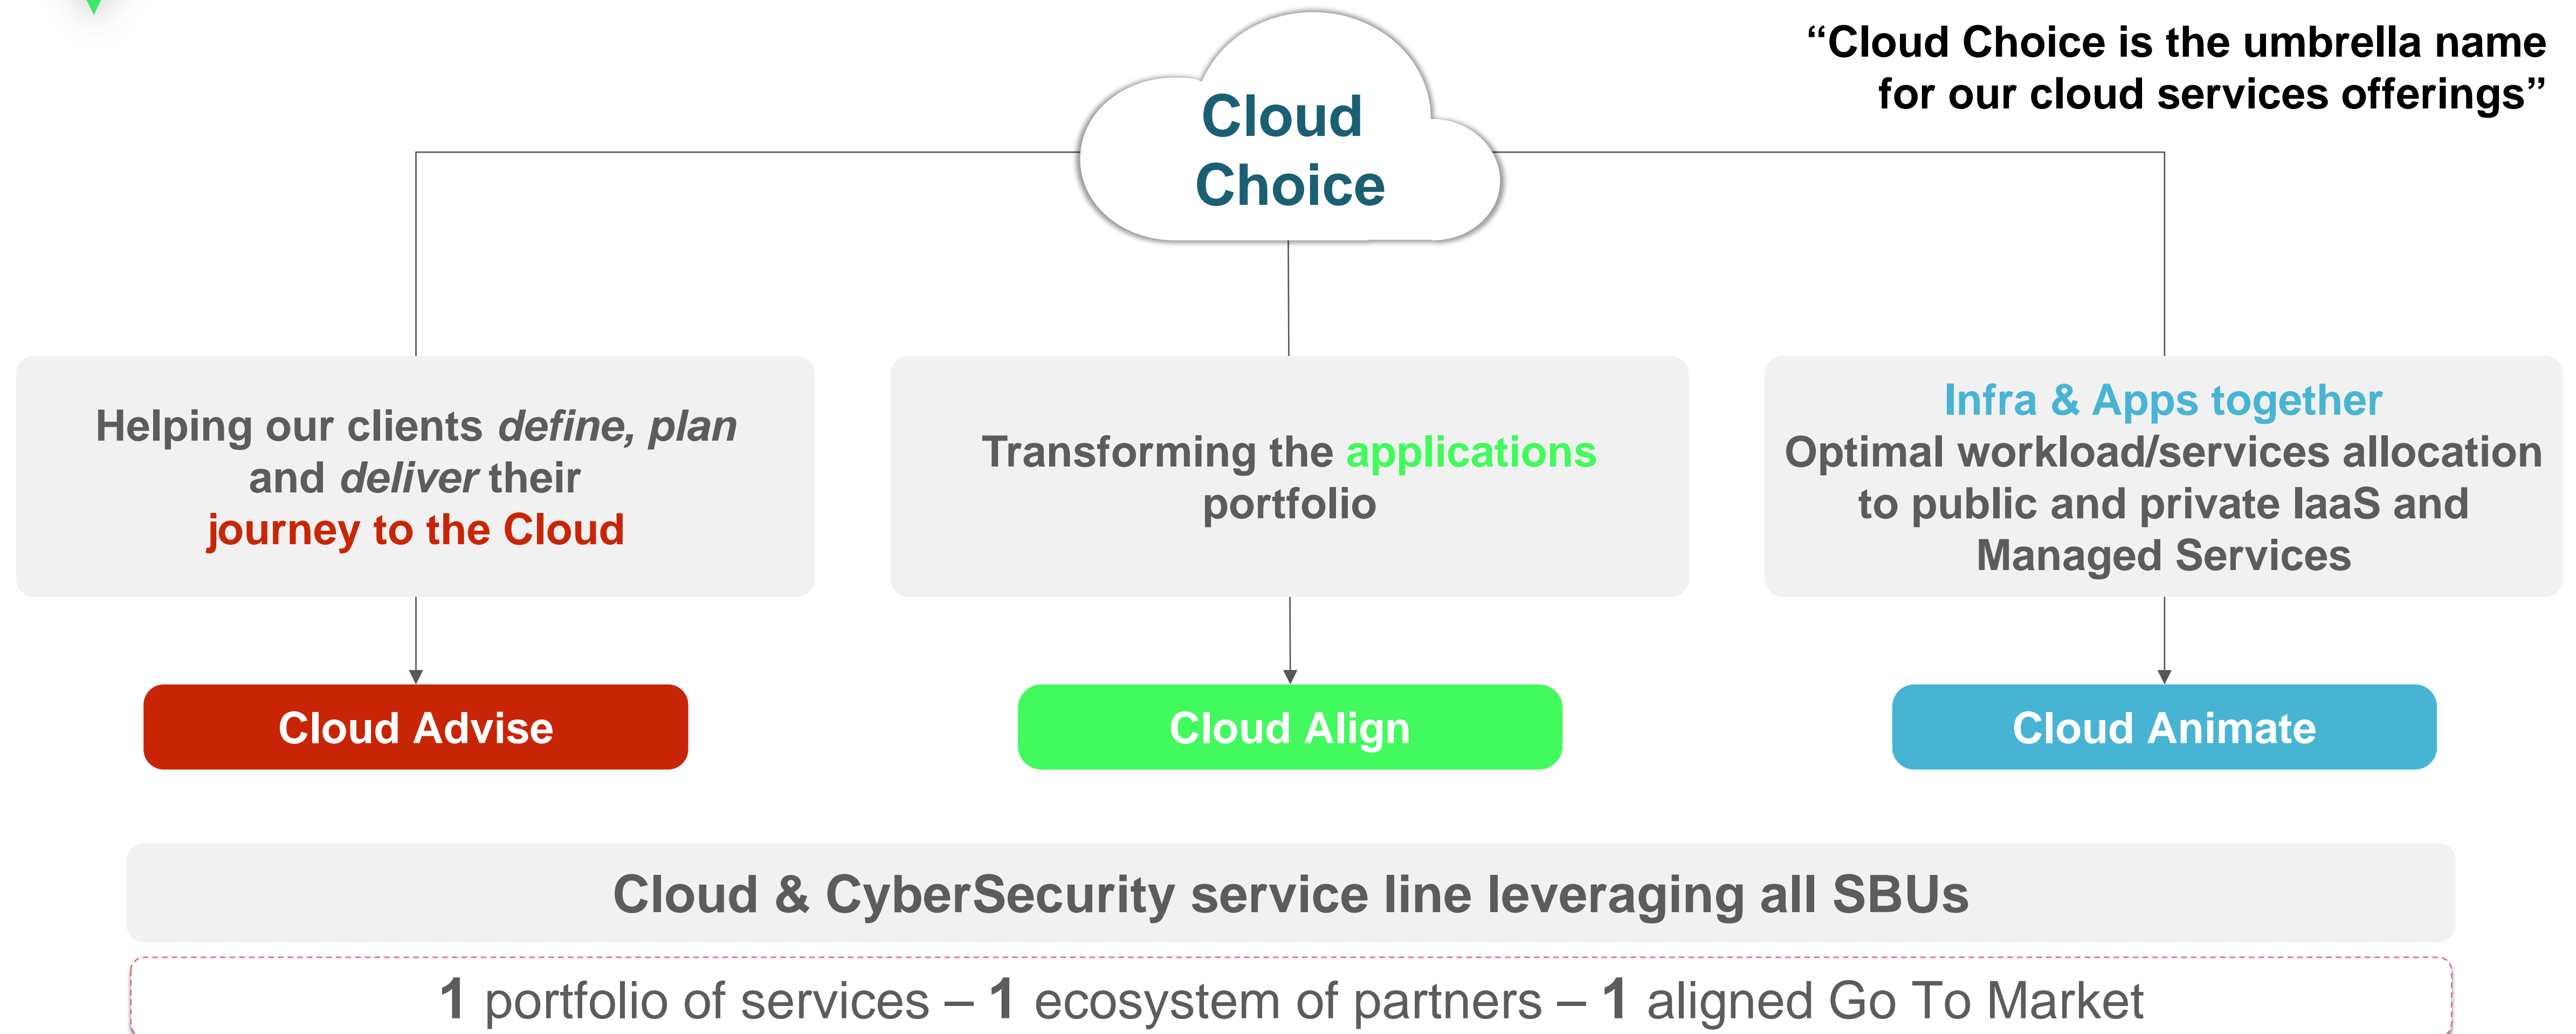 “Cloud Choice is the umbrella name
for our cloud services offerings”
Cloud
Choice
Helping our clients define, plan
and deliver their
journey to the Cloud
Transforming the applications
portfolio
Infra & Apps together
Optimal workload/services allocation
to public and private IaaS and
Managed Services
Cloud Advise
Cloud Align
Cloud Animate
Cloud & CyberSecurity service line leveraging all SBUs
1 portfolio of services – 1 ecosystem of partners – 1 aligned Go To Market